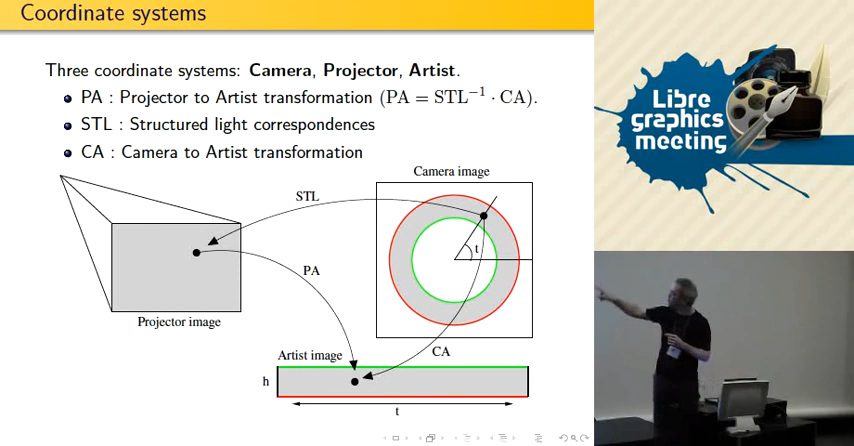 Coordinate systems
Three coordinate systems: Camera, Projector, Artist.
PA : Projector to Artist transformation (PA = STL⁻¹ · CA).
STL : Structured light correspondences
CA : Camera to Artist transformation
Camera image
STL
t
PA
Projector image
CA
Artist image
h
t
Libre
graphics
meeting